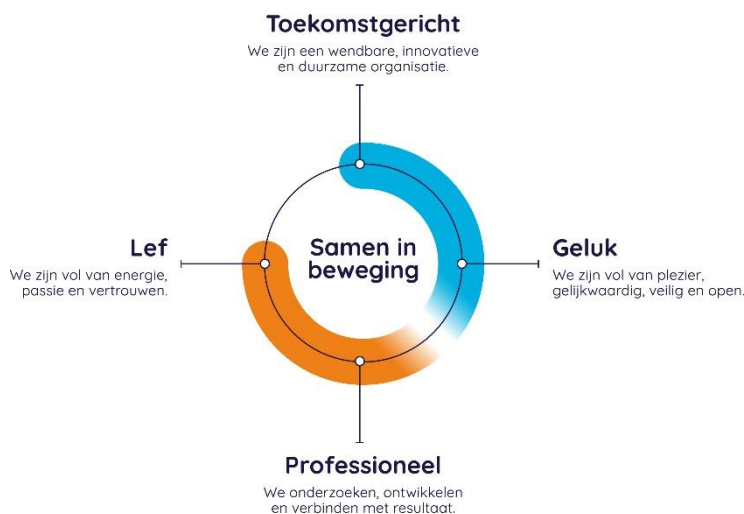 Toekomstgericht
We zijn een wendbare, innovatieve
en duurzame organisatie.
Lef
We zijn vol van energie,
passie en vertrouwen.
Samen in
beweging
Geluk
We zijn vol van plezier,
gelijkwaardig, veilig en open.
Professioneel
We onderzoeken, ontwikkelen
en verbinden met resultaat.